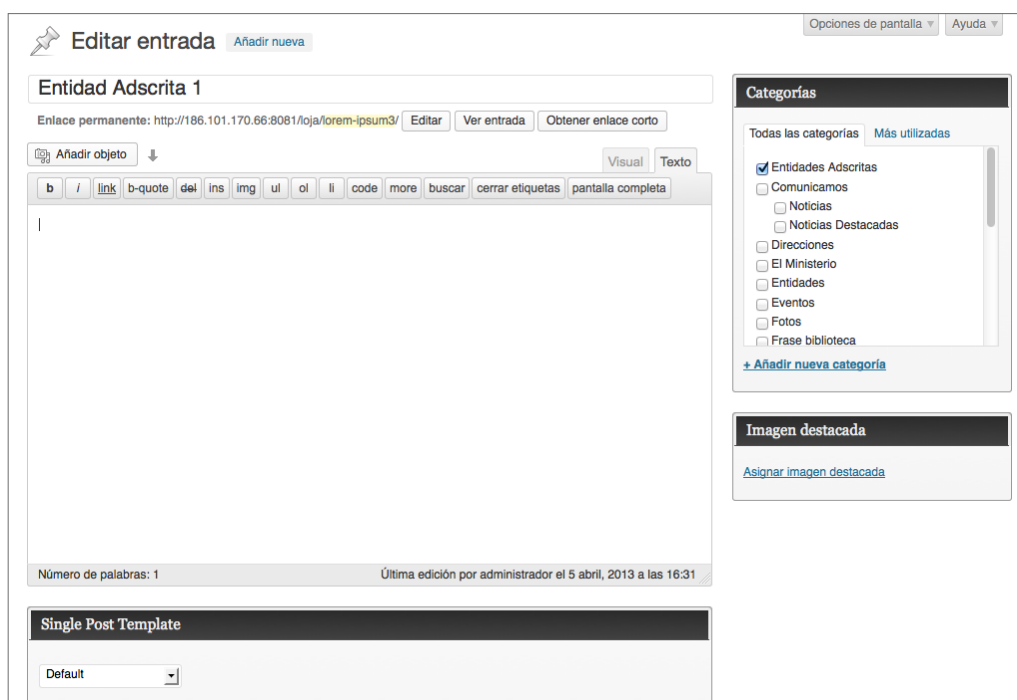 Opciones de pantalla
Ayuda
Editar entrada
Añadir nueva
Entidad Adscrita 1
Enlace permanente: http://186.101.170.66:8081/loja/lorem-ipsum3/ Editar Ver entrada Obtener enlace corto
Añadir objeto
Visual Texto
b i link b-quote del ins img ul ol li code more buscar cerrar etiquetas pantalla completa
Número de palabras: 1
Última edición por administrador el 5 abril, 2013 a las 16:31
Single Post Template
Default
Categorías
Todas las categorías Más utilizadas
Entidades Adscritas
Comunicamos
Noticias
Noticias Destacadas
Direcciones
El Ministerio
Entidades
Eventos
Fotos
Frase biblioteca
+ Añadir nueva categoría
Imagen destacada
Asignar imagen destacada